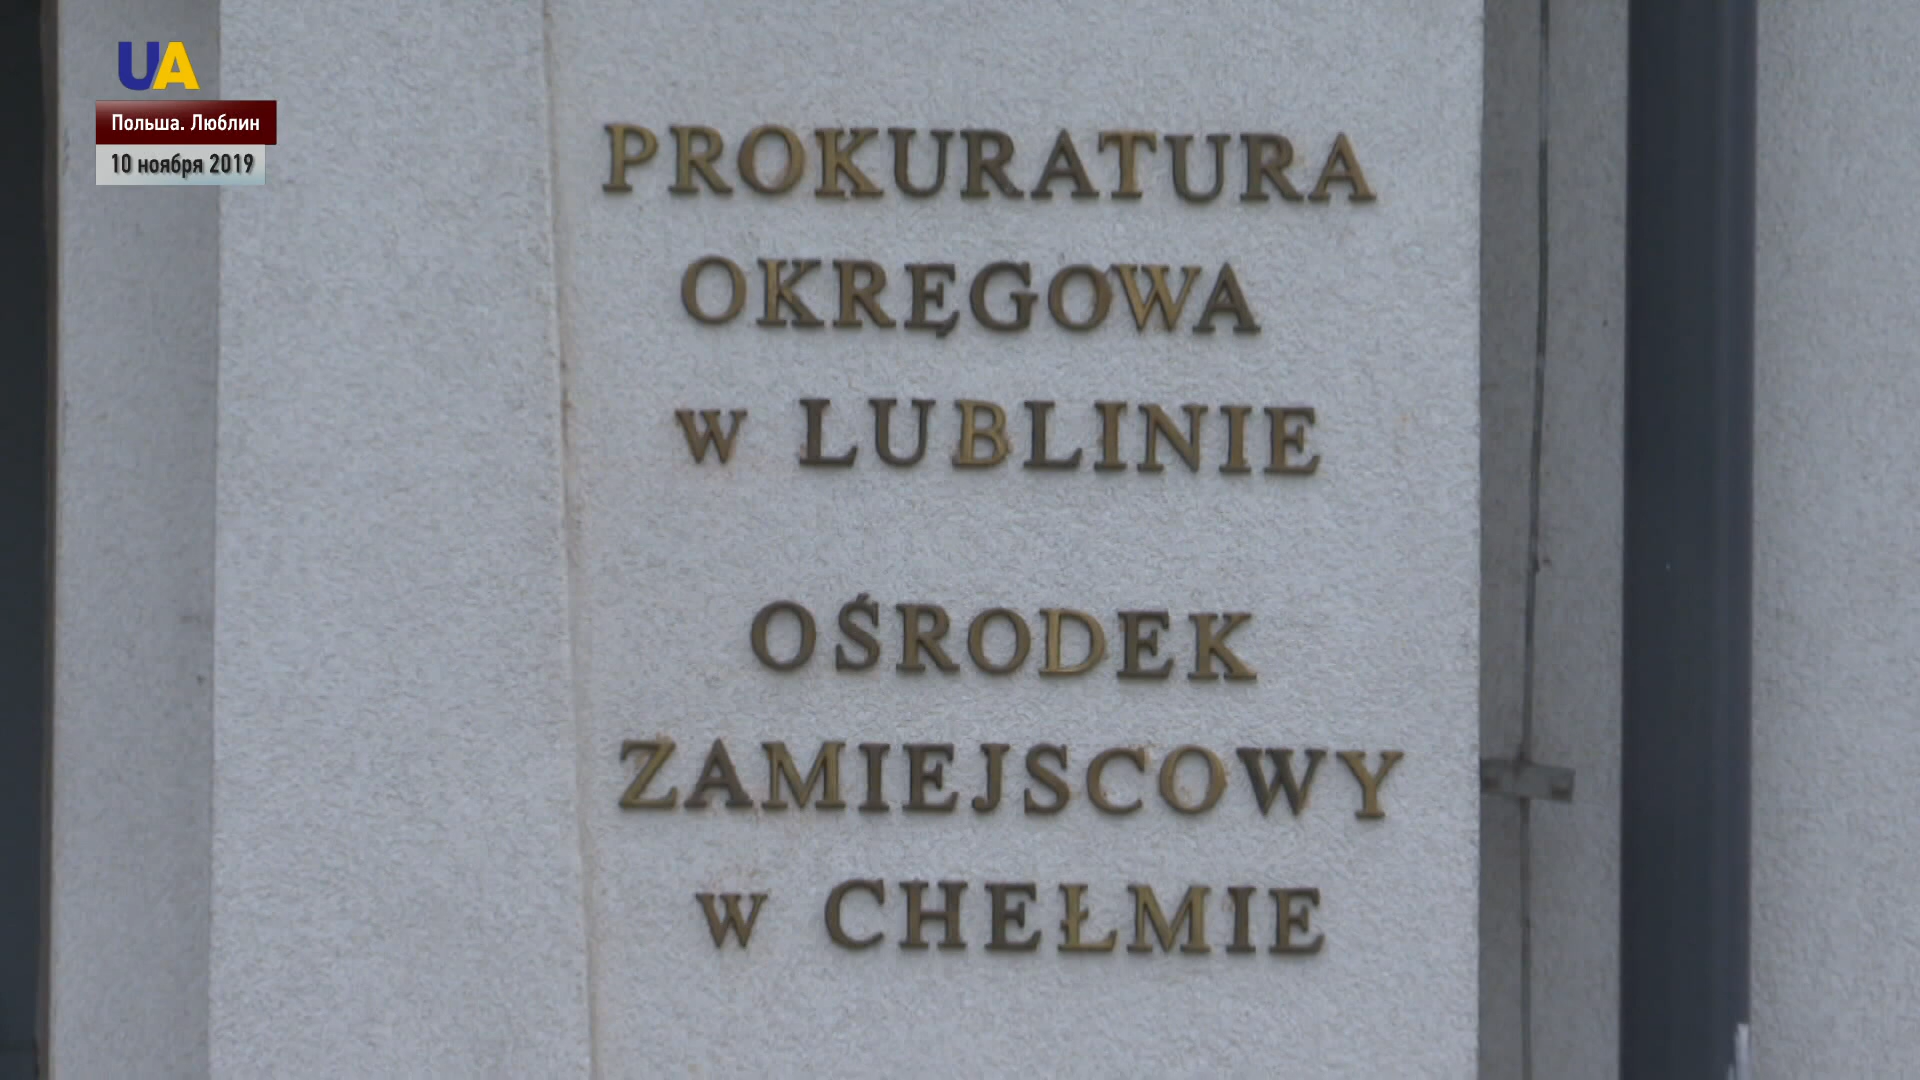 UA
Польша. Люблин
10 ноября 2019
PROKURATURA
OKRĘGOWA
W LUBLINIE
OŚRODEK
ZAMIEJSCOWY
W CHEŁMIE